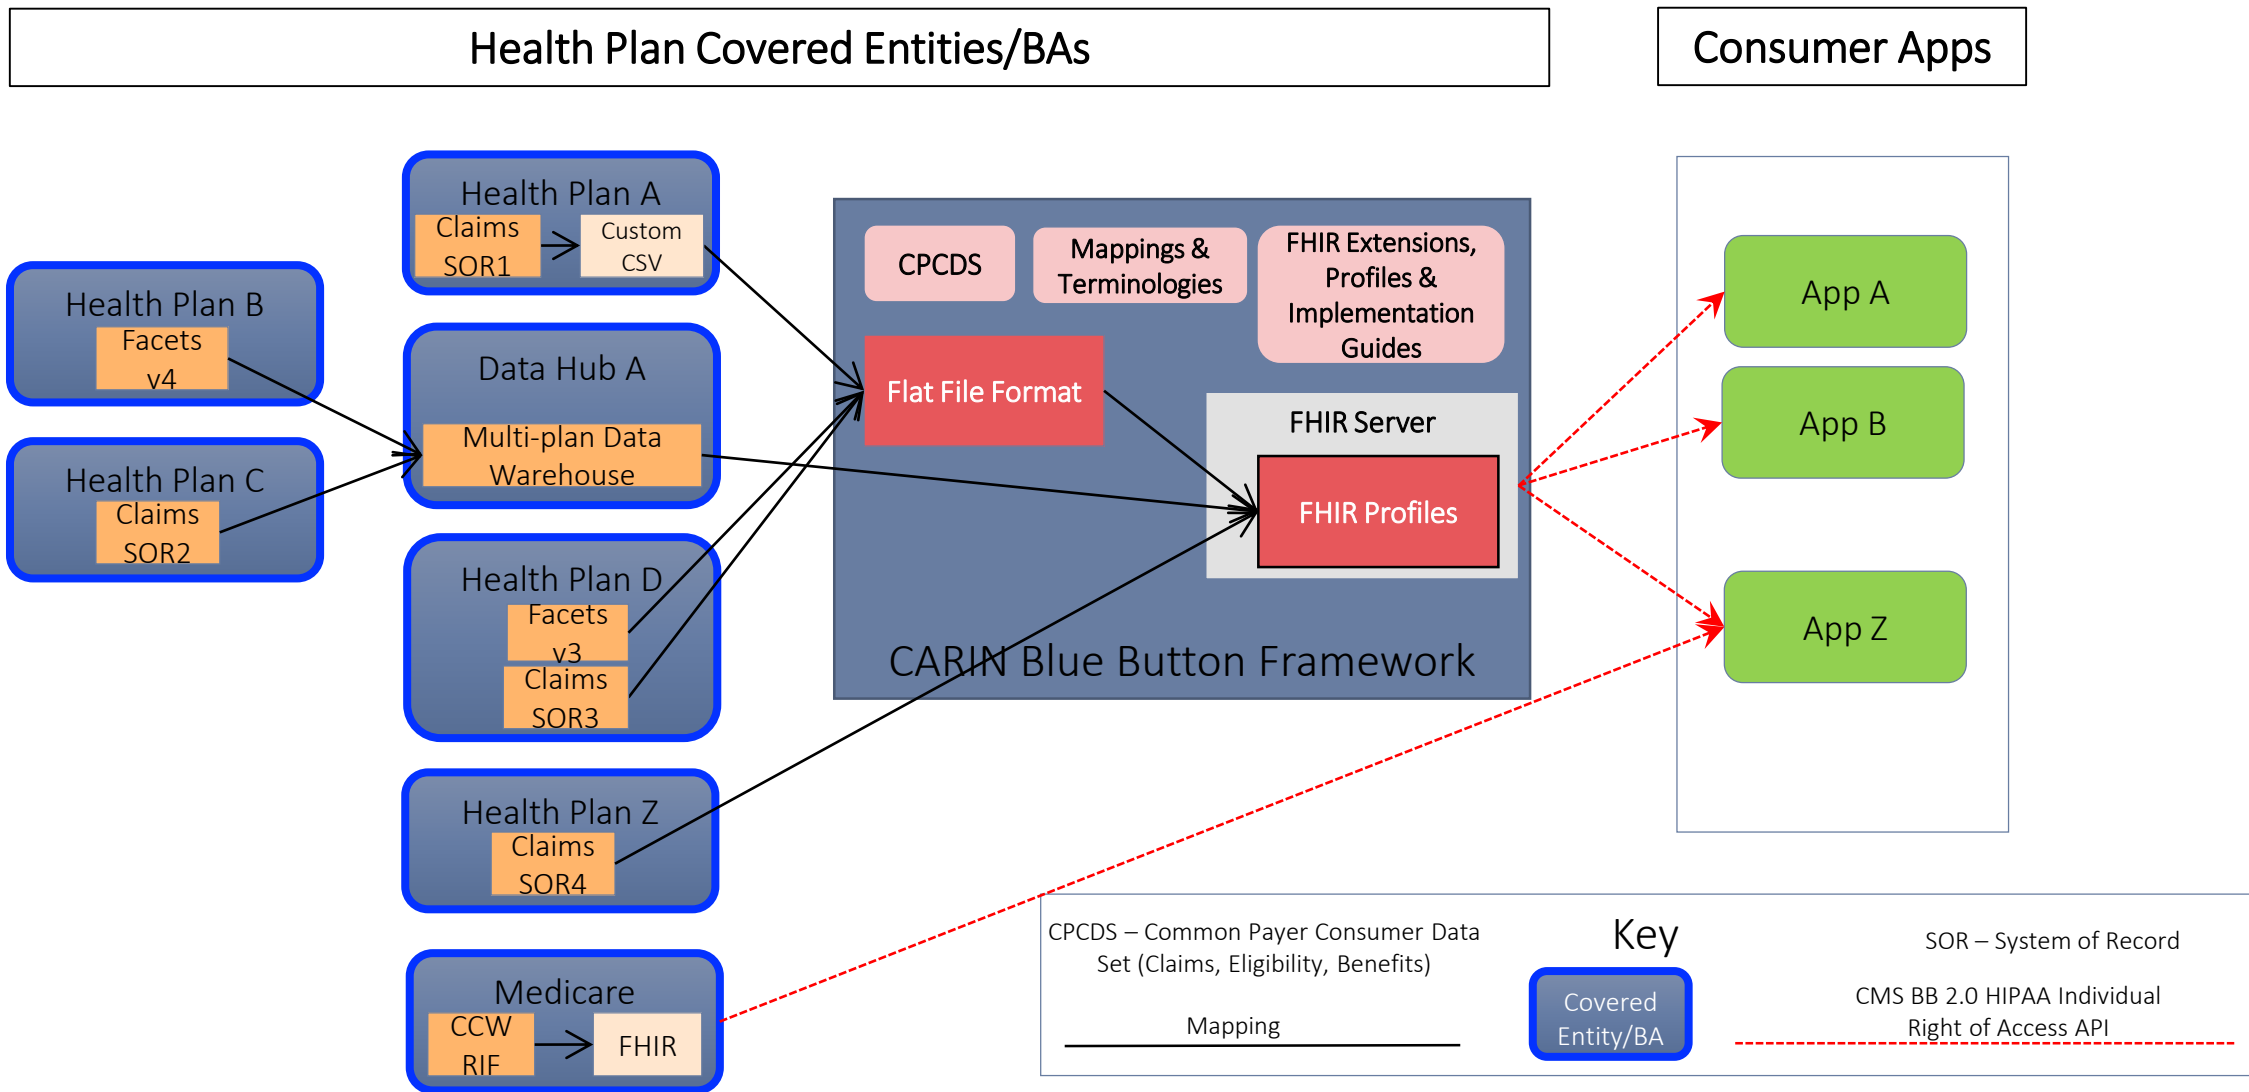 Health Plan Covered Entities/BAs
Consumer Apps
Health Plan A
Claims
SOR1
Custom
CSV
Health Plan B
Facets
v4
Data Hub A
Multi-plan Data
Warehouse
Health Plan C
Claims
SOR2
Health Plan D
Facets
v3
Claims
SOR3
Health Plan Z
Claims
SOR4
Medicare
CCW
RIF
FHIR
CPCDS
Mappings &
Terminologies
FHIR Extensions,
Profiles &
Implementation
Guides
Flat File Format
FHIR Server
FHIR Profiles
CARIN Blue Button Framework
App A
App B
App Z
Key
CPCDS – Common Payer Consumer Data
Set (Claims, Eligibility, Benefits)
Mapping
Covered
Entity/BA
SOR – System of Record
CMS BB 2.0 HIPAA Individual
Right of Access API